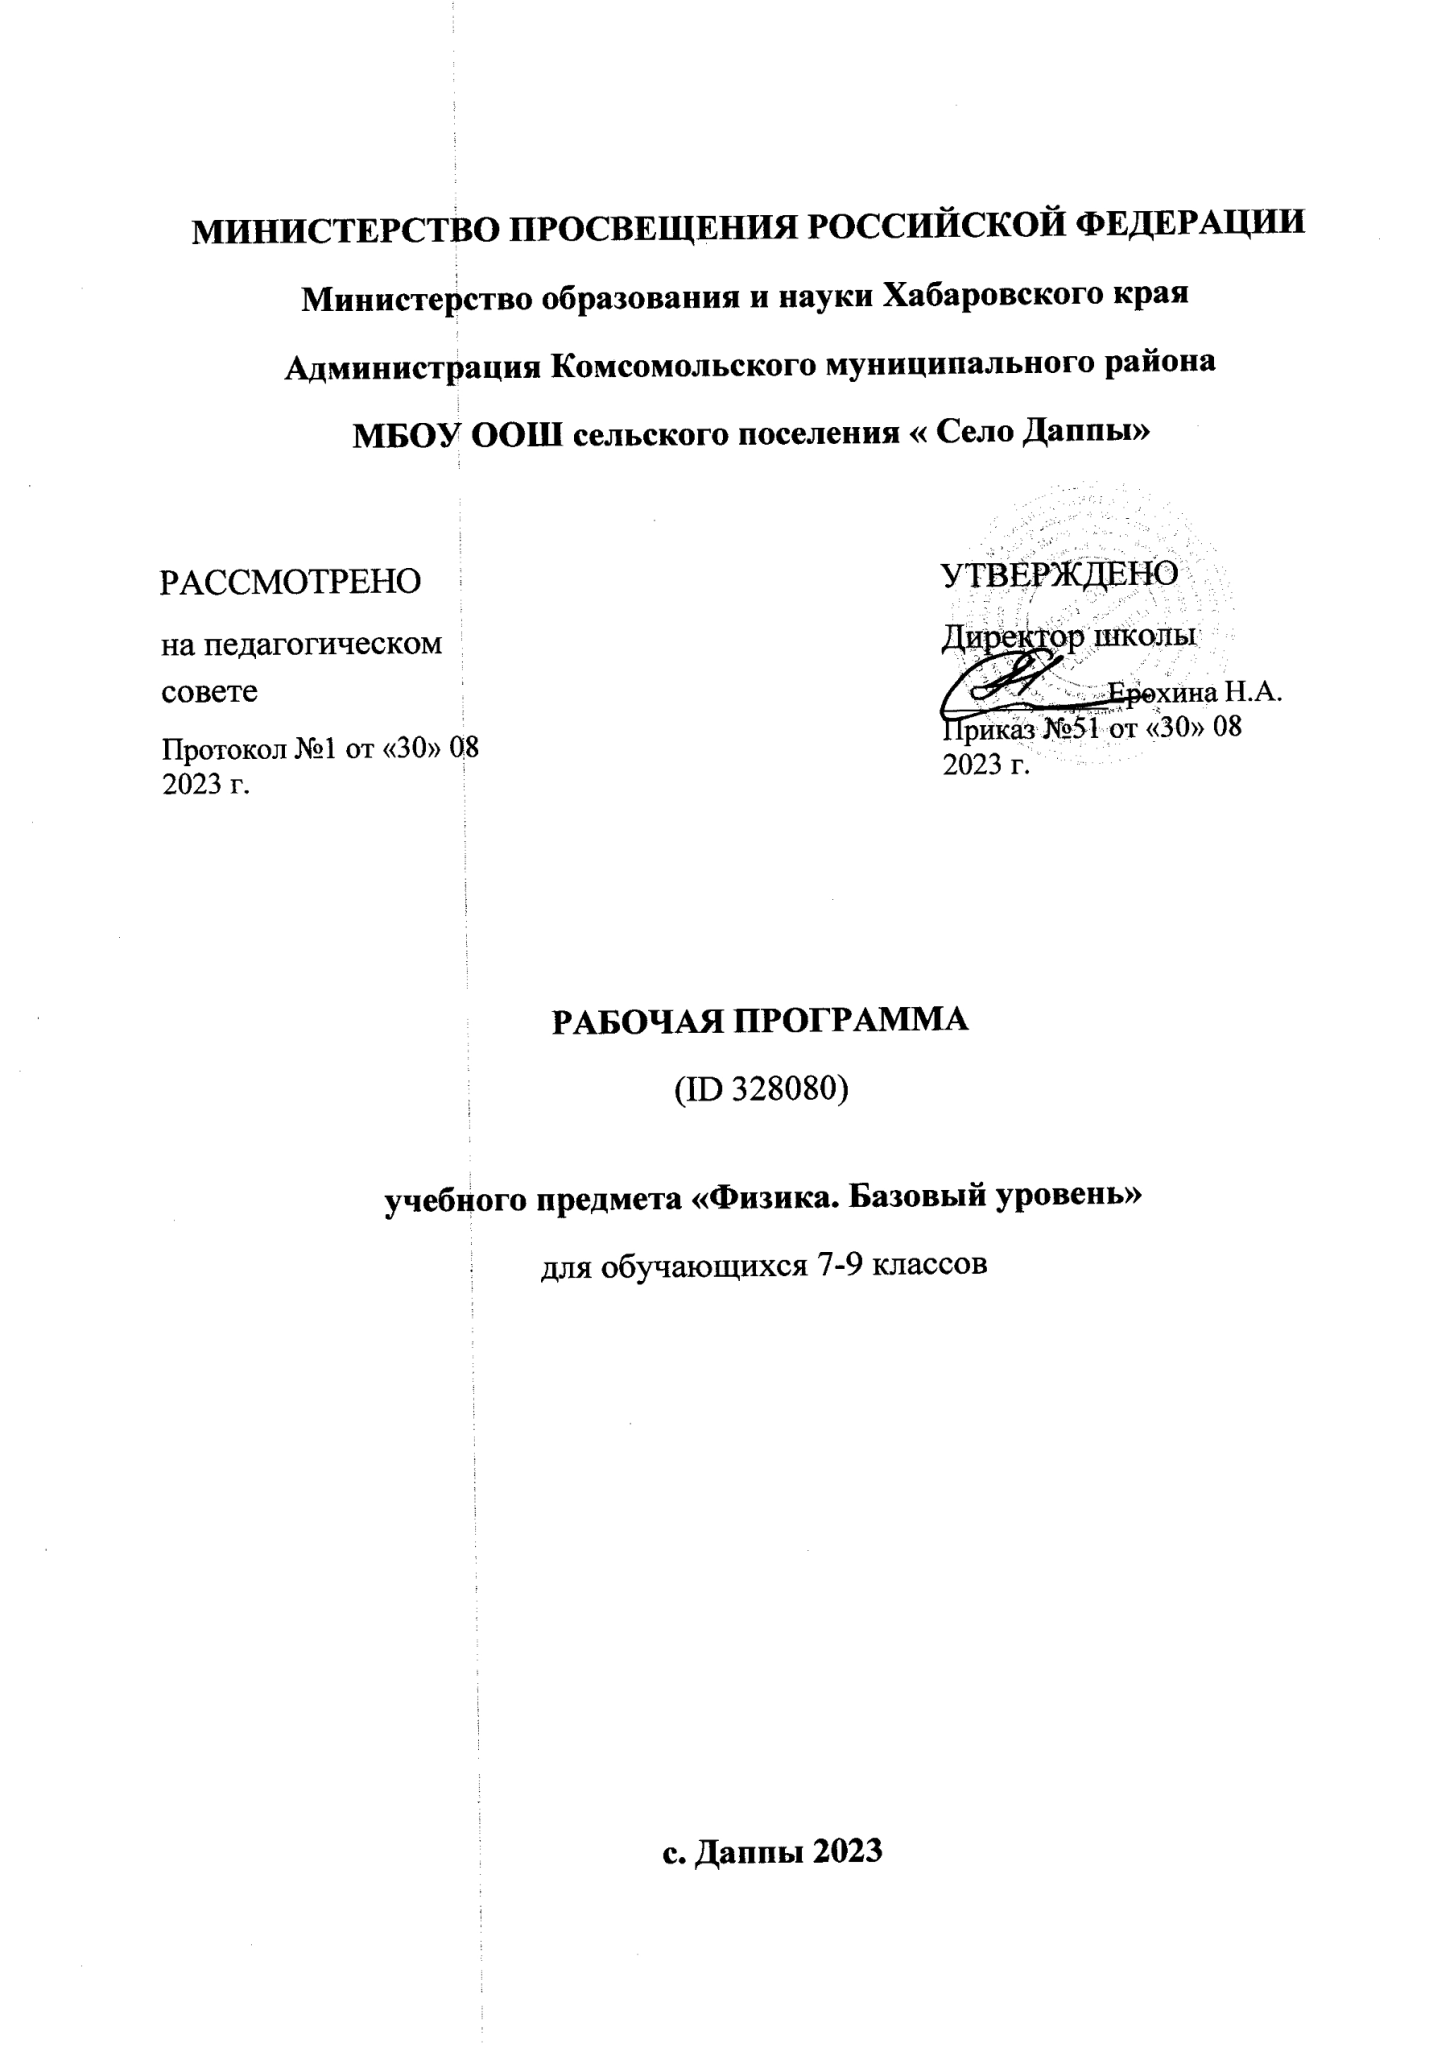 МИНИСТЕРСТВО ПРОСВЕЩЕНИЯ РОССИЙСКОЙ ФЕДЕРАЦИИ
Министерство образования и науки Хабаровского края
Администрация Комсомольского муниципального района
МБОУ ООШ сельского поселения « Село Даппы»
РАССМОТРЕНО
на педагогическом
совете
Протокол №1 от «30» 08
2023 г.
УТВЕРЖДЕНО
Директор школы
Ерохина Н.А.
Приказ №51 от «30» 08
2023 г.
РАБОЧАЯ ПРОГРАММА
(ID 328080)
учебного предмета «Физика. Базовый уровень»
для обучающихся 7-9 классов
с. Даппы 2023